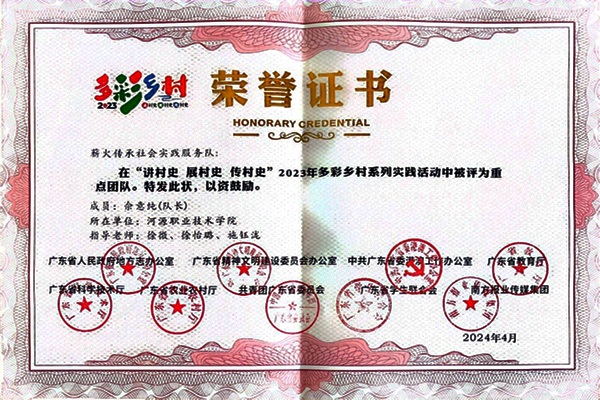 多彩乡村
2023
荣誉证书
HONORARY CREDENTIAL
薪火传承社会实践服务队：
在“讲村史 展村史 传村史”2023年多彩乡村系列实践活动中被评为重
点团队。特发此状，以资鼓励。
成员：余意纯(队长)
所在单位：河源职业技术学院
指导老师：徐微、徐怡璐、施钰泷
广东省人民政府地方志办公室 广东省精神文明建设委员会办公室 中共广东省委港澳工作办公室 广东省教育厅
广东省科学技术厅 广东省农业农村厅 共青团广东省委员会 广东省学生联合会 南方报业传媒集团
2024年4月